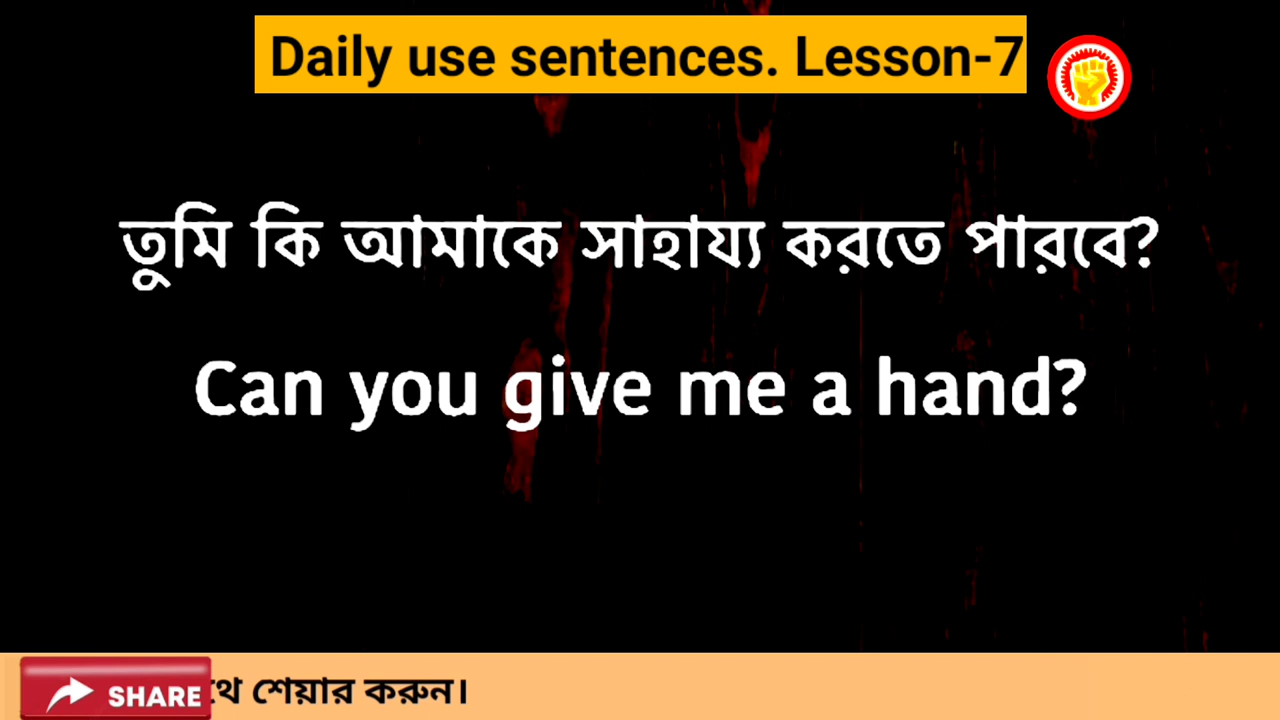 Daily use sentences. Lesson-7
তুমি কি আমাকে সাহায্য করতে পারবে?
Can you give me a hand?
SHARE শেয়ার করুন।